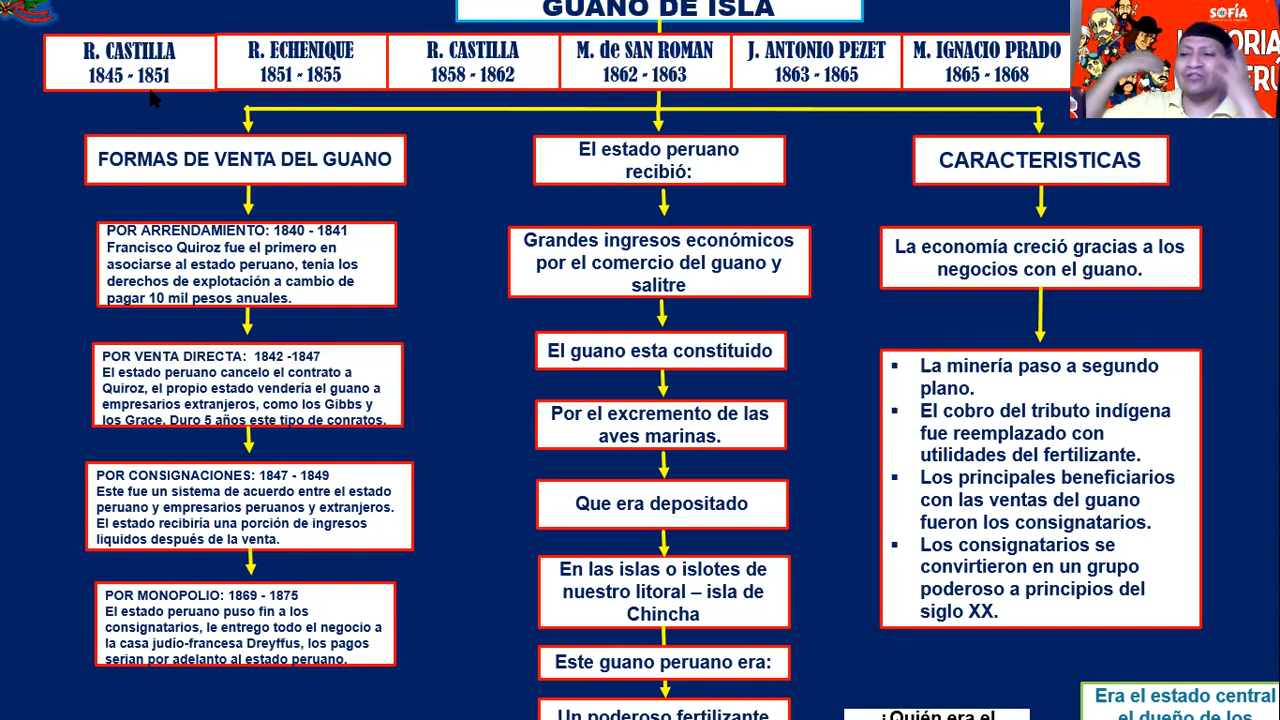 GUANO DE ISLA
R. CASTILLA
1845 - 1851
R. ECHENIQUE
1851 - 1855
R. CASTILLA
1858 - 1862
M. de SAN ROMAN
1862 - 1863
J. ANTONIO PEZET
1863 - 1865
M. IGNACIO PRADO
1865 - 1868
SOFÍA
FORMAS DE VENTA DEL GUANO
POR ARRENDAMIENTO: 1840 - 1841
Francisco Quiroz fue el primero en
asociarse al estado peruano, tenia los
derechos de explotación a cambio de
pagar 10 mil pesos anuales.
POR VENTA DIRECTA:  1842 -1847
El estado peruano cancelo el contrato a
Quiroz, el propio estado vendería el guano a
empresarios extranjeros, como los Gibbs y
los Grace. Duro 5 años este tipo de conratos.
POR CONSIGNACIONES: 1847 - 1849
Este fue un sistema de acuerdo entre el estado
peruano y empresarios peruanos y extranjeros.
El estado recibiría una porción de ingresos
liquidos después de la venta.
POR MONOPOLIO: 1869 - 1875
El estado peruano puso fin a los
consignatarios, le entrego todo el negocio a
la casa judío-francesa Dreyffus, los pagos
serian por adelanto al estado peruano.
El estado peruano
recibió:
Grandes ingresos económicos
por el comercio del guano y
salitre
El guano esta constituido
Por el excremento de las
aves marinas.
Que era depositado
En las islas o islotes de
nuestro litoral – isla de
Chincha
Este guano peruano era:
Un poderoso fertilizante
CARACTERISTICAS
La economía creció gracias a los
negocios con el guano.
▪ La minería paso a segundo
plano.
▪ El cobro del tributo indígena
fue reemplazado con
utilidades del fertilizante.
▪ Los principales beneficiarios
con las ventas del guano
fueron los consignatarios.
▪ Los consignatarios se
convirtieron en un grupo
poderoso a principios del
siglo XX.
¿Quién era el
Era el estado central
el dueño de los